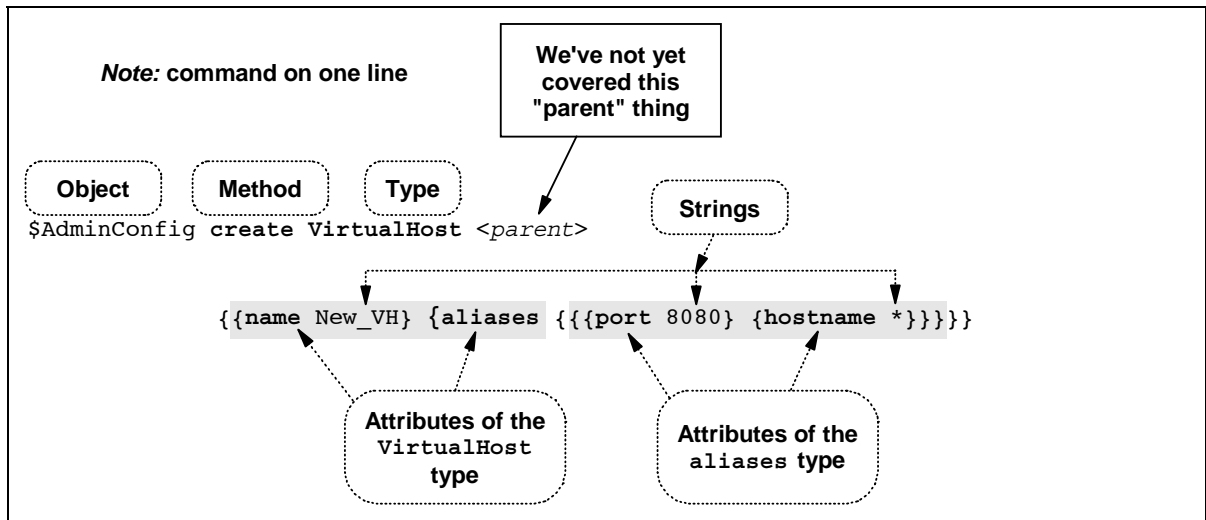 We've not yet
covered this
"parent" thing
Note: command on one line
Object
Method
Type
Strings
$AdminConfig create VirtualHost <parent>
{{name New_VH} {aliases {{{port 8080} {hostname *}}}}}
Attributes of the
VirtualHost
type
Attributes of the
aliases type